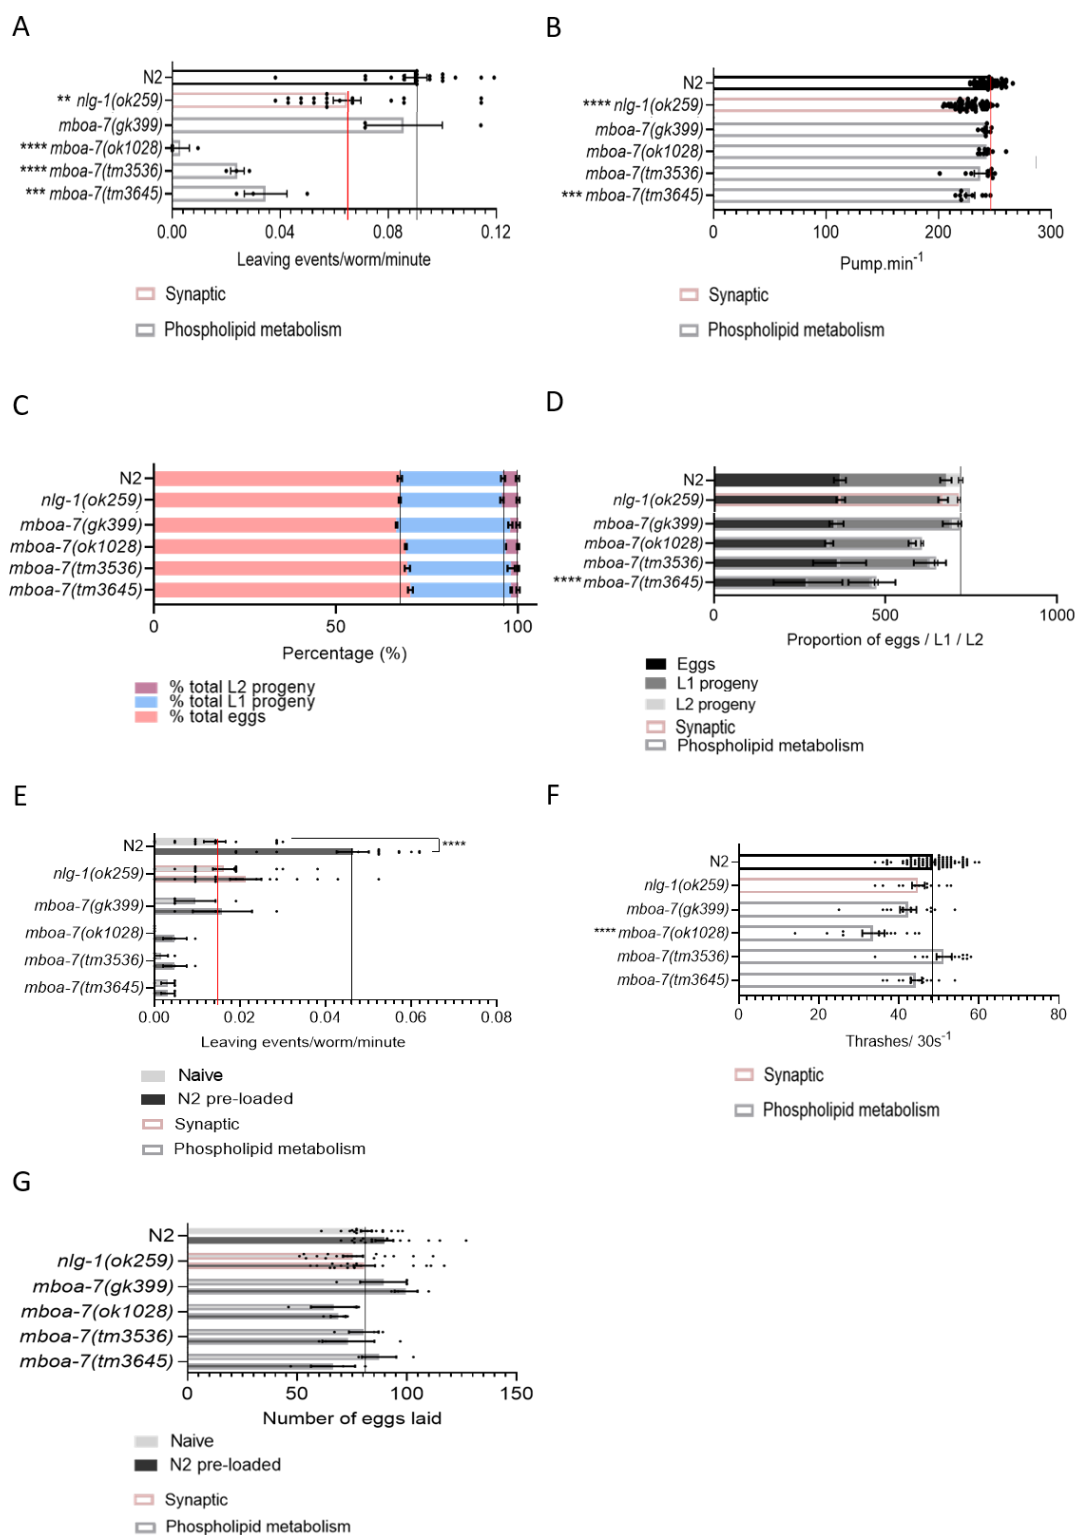 A
N2
** nlg-1(ok259)
mboa-7(gk399)
**** mboa-7(ok1028)
**** mboa-7(tm3536)
*** mboa-7(tm3645)
0.00 0.04 0.08 0.12
Leaving events/worm/minute
Synaptic
Phospholipid metabolism
B
N2
**** nlg-1(ok259)
mboa-7(gk399)
mboa-7(ok1028)
mboa-7(tm3536)
*** mboa-7(tm3645)
0 100 200 300
Pump.min-1
Synaptic
Phospholipid metabolism
C
N2
nlg-1(ok259)
mboa-7(gk399)
mboa-7(ok1028)
mboa-7(tm3536)
mboa-7(tm3645)
0 50 100
Percentage (%)
% total L2 progeny
% total L1 progeny
% total eggs
D
N2
nlg-1(ok259)
mboa-7(gk399)
mboa-7(ok1028)
mboa-7(tm3536)
**** mboa-7(tm3645)
0 500 1000
Proportion of eggs / L1 / L2
Eggs
L1 progeny
L2 progeny
Synaptic
Phospholipid metabolism
E
N2
****
nlg-1(ok259)
mboa-7(gk399)
mboa-7(ok1028)
mboa-7(tm3536)
mboa-7(tm3645)
0.00 0.02 0.04 0.06 0.08
Leaving events/worm/minute
Naive
N2 pre-loaded
Synaptic
Phospholipid metabolism
F
N2
nlg-1(ok259)
mboa-7(gk399)
**** mboa-7(ok1028)
mboa-7(tm3536)
mboa-7(tm3645)
0 20 40 60 80
Thrashes/ 30s-1
Synaptic
Phospholipid metabolism
G
N2
nlg-1(ok259)
mboa-7(gk399)
mboa-7(ok1028)
mboa-7(tm3536)
mboa-7(tm3645)
0 50 100 150
Number of eggs laid
Naive
N2 pre-loaded
Synaptic
Phospholipid metabolism